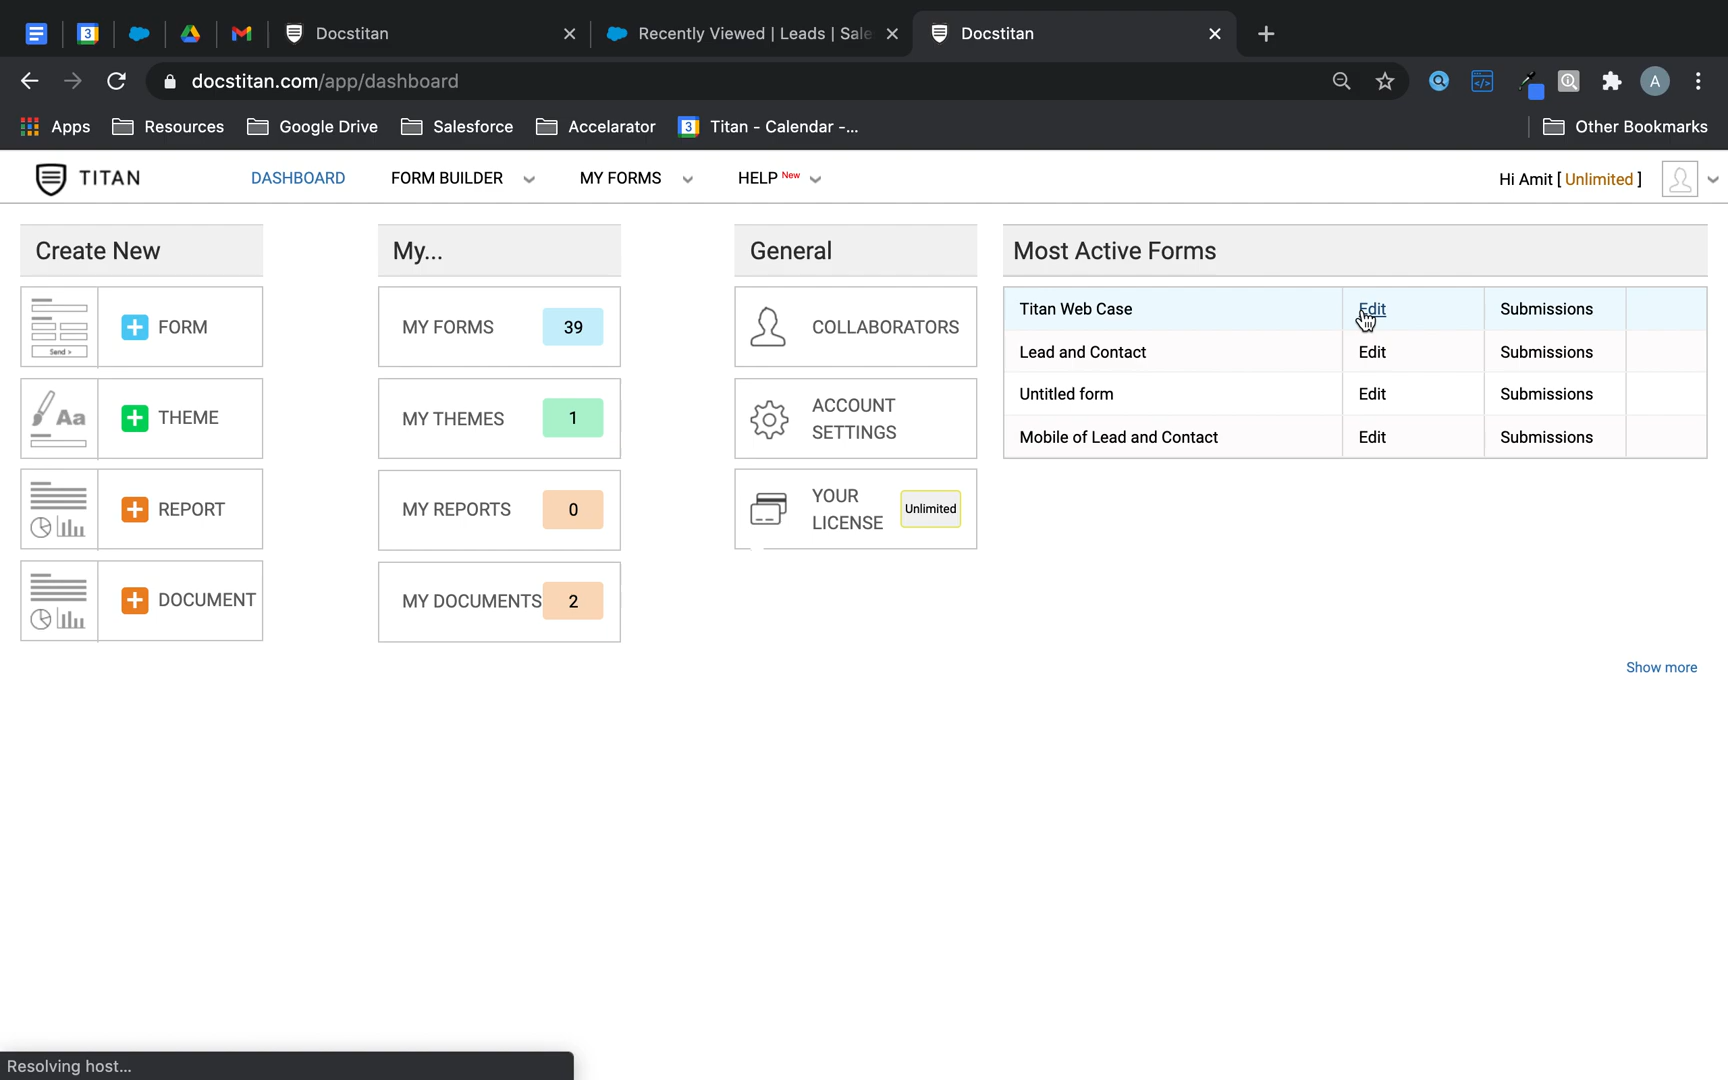 3
Docstitan
Recently Viewed | Leads | Sale
Docstitan
docstitan.com/app/dashboard
A
Apps
Resources
Google Drive
Salesforce
Accelarator
3
Titan - Calendar -...
Other Bookmarks
TITAN
DASHBOARD
FORM BUILDER
MY FORMS
HELP New
Hi Amit [ Unlimited ]
Create New
My...
General
Most Active Forms
Send >
FORM
MY FORMS 39
COLLABORATORS
Titan Web Case Edit Submissions
Lead and Contact Edit Submissions
Untitled form Edit Submissions
Mobile of Lead and Contact Edit Submissions
Aa
THEME
MY THEMES 1
ACCOUNT
SETTINGS
REPORT
MY REPORTS 0
YOUR
LICENSE
Unlimited
DOCUMENT
MY DOCUMENTS 2
Show more
Resolving host...